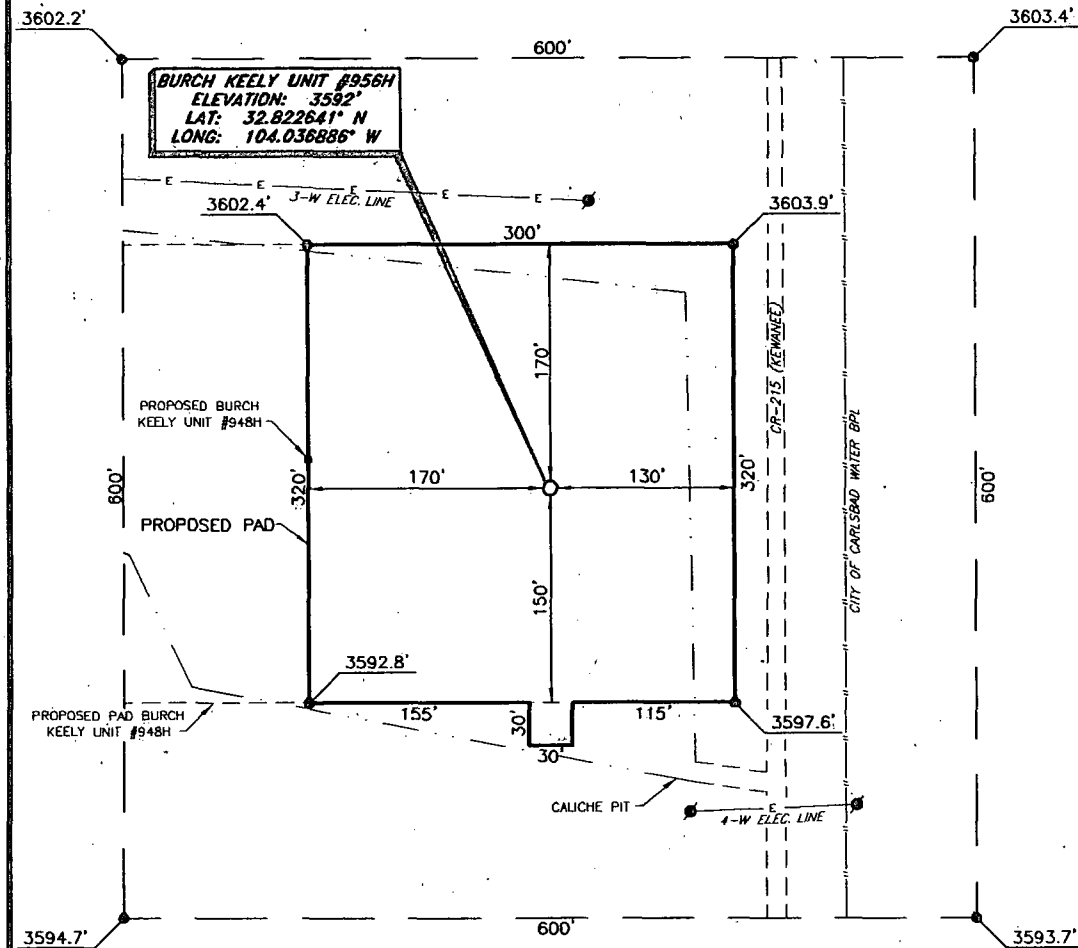 3602.2'
3603.4'
600'
BURCH KEELY UNIT #956H
ELEVATION: 3592'
LAT: 32.822641° N
LONG: 104.036886° W
E E E E E
3-W ELEC. LINE
3602.4'
3603.9'
300'
170'
CR-215 (KEWANEE)
PROPOSED BURCH
KEELY UNIT #948H
600'
320'
170'
130'
320'
CITY OF CARLSBAD WATER BPL
600'
PROPOSED PAD
150'
3592.8'
PROPOSED PAD BURCH
KEELY UNIT #948H
155'
30'
30'
115'
3597.6'
CALICHE PIT
E
4-W ELEC. LINE
3594.7'
600'
3593.7'